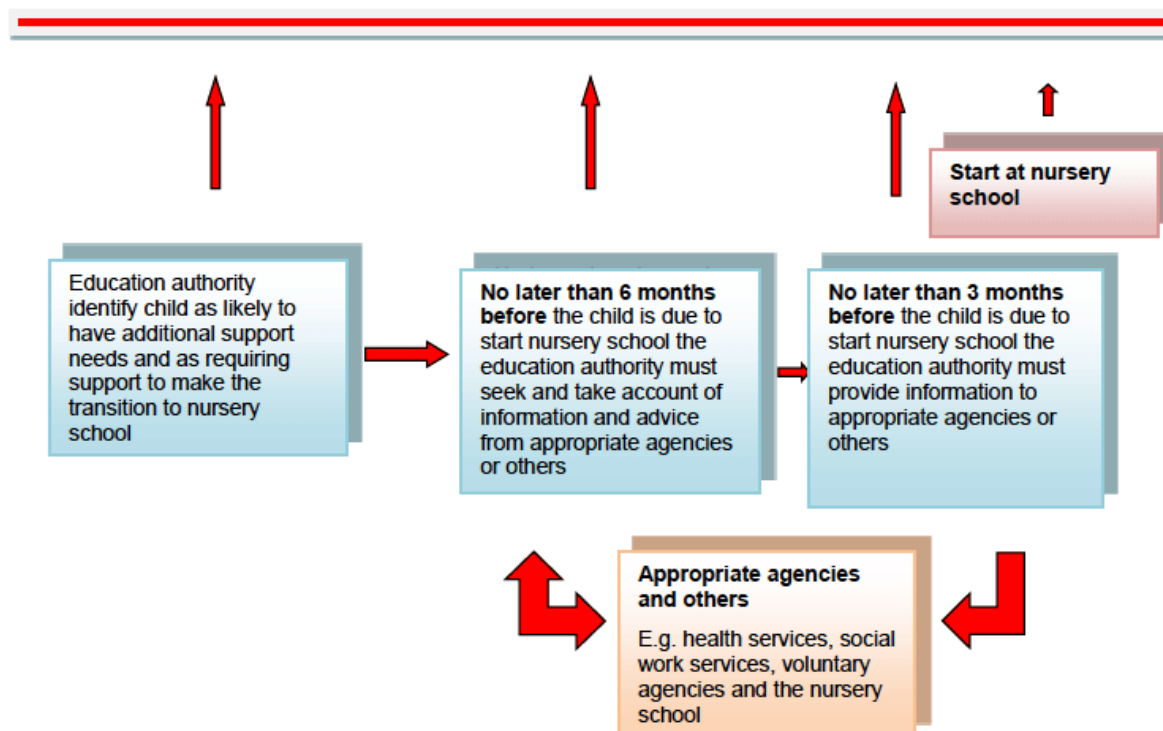 Start at nursery
school
Education authority
identify child as likely to
have additional support
needs and as requiring
support to make the
transition to nursery
school
No later than 6 months
before the child is due to
start nursery school the
education authority must
seek and take account of
information and advice
from appropriate agencies
or others
No later than 3 months
before the child is due to
start nursery school the
education authority must
provide information to
appropriate agencies or
others
Appropriate agencies
and others
E.g. health services, social
work services, voluntary
agencies and the nursery
school